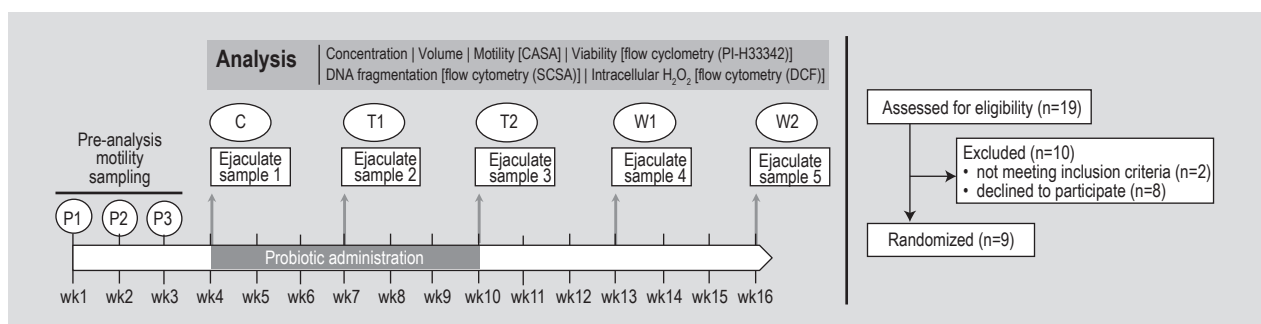 Analysis
Concentration | Volume | Motility [CASA] | Viability [flow cyclometry (PI-H33342)]
DNA fragmentation [flow cytometry (SCSA)] | Intracellular H₂O₂ [flow cytometry (DCF)]
C
T1
T2
W1
W2
Ejaculate
sample 1
Ejaculate
sample 2
Ejaculate
sample 3
Ejaculate
sample 4
Ejaculate
sample 5
Pre-analysis
motility
sampling
P1
P2
P3
Probiotic administration
wk1 wk2 wk3 wk4 wk5 wk6 wk7 wk8 wk9 wk10 wk11 wk12 wk13 wk14 wk15 wk16
Assessed for eligibility (n=19)
Excluded (n=10)
• not meeting inclusion criteria (n=2)
• declined to participate (n=8)
Randomized (n=9)